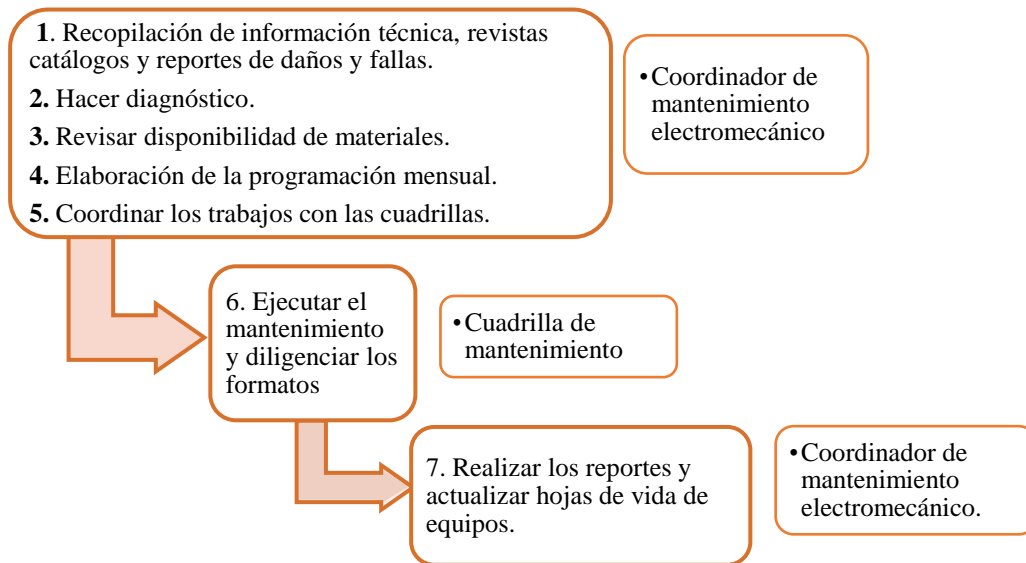 1. Recopilación de información técnica, revistas
catálogos y reportes de daños y fallas.
2. Hacer diagnóstico.
3. Revisar disponibilidad de materiales.
4. Elaboración de la programación mensual.
5. Coordinar los trabajos con las cuadrillas.
•Coordinador de
mantenimiento
electromecánico
6. Ejecutar el
mantenimiento
y diligenciar los
formatos
•Cuadrilla de
mantenimiento
7. Realizar los reportes y
actualizar hojas de vida de
equipos.
•Coordinador de
mantenimiento
electromecánico.